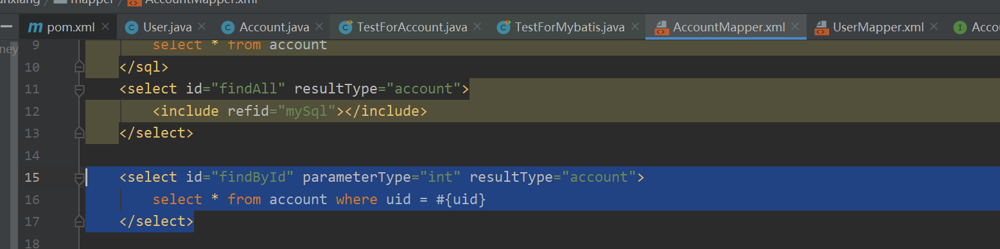 mapper AccountMapper.xml
pom.xml User.java Account.java TestForAccount.java TestForMybatis.java AccountMapper.xml UserMapper.xml Acco
ney
9 select * from account
10 </sql>
11 <select id="findAll" resultType="account">
12 <include refid="mySql"></include>
13 </select>
14
15 <select id="findById" parameterType="int" resultType="account">
16 select * from account where uid = #{uid}
17 </select>
18